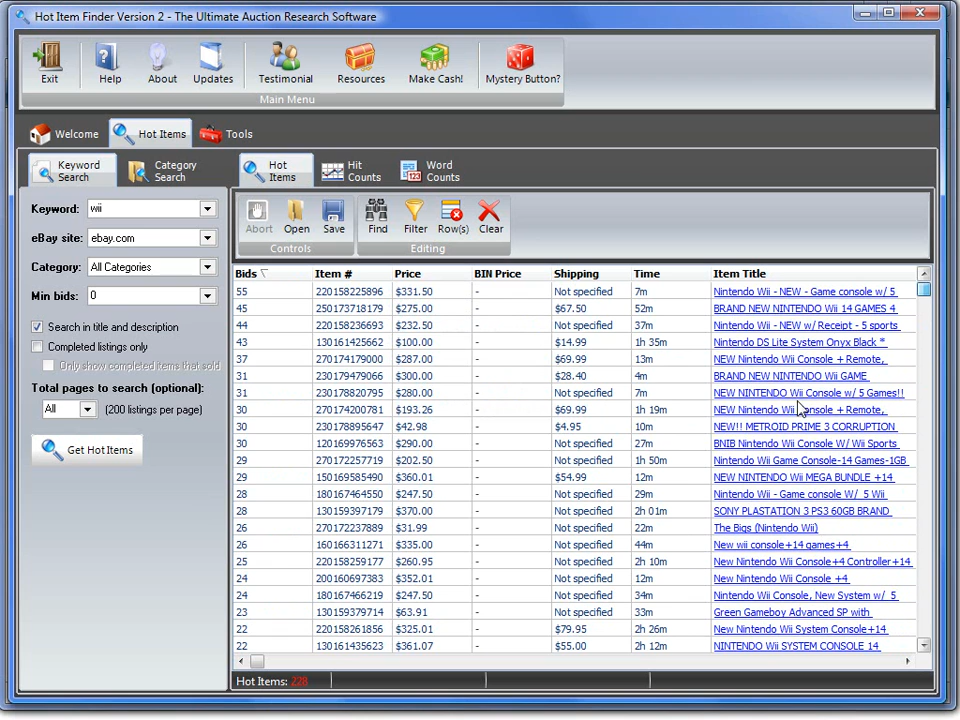 Hot Item Finder Version 2 - The Ultimate Auction Research Software
Exit Help About Updates Testimonial Resources Make Cash! Mystery Button?
Main Menu
Welcome Hot Items Tools
Keyword Search
Category Search
Hot Items
Hit Counts
Word Counts
Keyword: wii
eBay site: ebay.com
Category: All Categories
Min bids: 0
Search in title and description
Completed listings only
Only show completed items that sold
Total pages to search (optional):
All (200 listings per page)
Get Hot Items
Abort Open Save Find Filter Row(s) Clear
Controls Editing
Bids Item # Price BIN Price Shipping Time Item Title
55 220158225896 $331.50 - Not specified 7m Nintendo Wii - NEW - Game console w/ 5
45 250173718179 $275.00 - $67.50 52m BRAND NEW NINTENDO Wii 14 GAMES 4
44 220158236693 $232.50 - Not specified 37m Nintendo Wii - NEW w/ Receipt - 5 sports
43 130161425662 $100.00 - $14.99 1h 35m Nintendo DS Lite System Onyx Black *
37 270174179000 $287.00 - $69.99 13m NEW Nintendo Wii Console + Remote,
31 230179479066 $300.00 - $28.40 4m BRAND NEW NINTENDO Wii GAME
31 230178820795 $280.00 - Not specified 7m NEW NINTENDO Wii Console w/ 5 Games!!
30 270174200781 $193.26 - $69.99 1h 19m NEW Nintendo Wii Console + Remote,
30 230178895647 $42.98 - $4.95 10m NEW!! METROID PRIME 3 CORRUPTION
30 120169976563 $290.00 - Not specified 27m BNIB Nintendo Wii Console W/ Wii Sports
29 270172257719 $202.50 - Not specified 1h 50m Nintendo Wii Game Console-14 Games-1GB
29 150169585490 $360.01 - $54.99 12m NEW NINTENDO Wii MEGA BUNDLE +14
28 180167464550 $247.50 - Not specified 29m Nintendo Wii - Game console W/ 5 Wii
28 130159397179 $370.00 - Not specified 2h 01m SONY PLASTATION 3 PS3 60GB BRAND
26 270172237889 $31.99 - Not specified 22m The Bigs (Nintendo Wii)
26 160166311271 $335.00 - Not specified 44m New wii console+14 games+4
25 220158259177 $260.95 - Not specified 2h 10m New Nintendo Wii Console+4 Controller+14
24 200160697383 $352.01 - Not specified 12m New Nintendo Wii Console +4
24 180167466219 $247.50 - Not specified 34m Nintendo Wii Console, New System w/ 5
23 130159379714 $63.91 - Not specified 33m Green Gameboy Advanced SP with
22 220158261856 $325.01 - $79.95 2h 26m New Nintendo Wii System Console+14
22 130161435623 $361.07 - $55.00 2h 12m NINTENDO Wii SYSTEM CONSOLE 14
Hot Items: 228